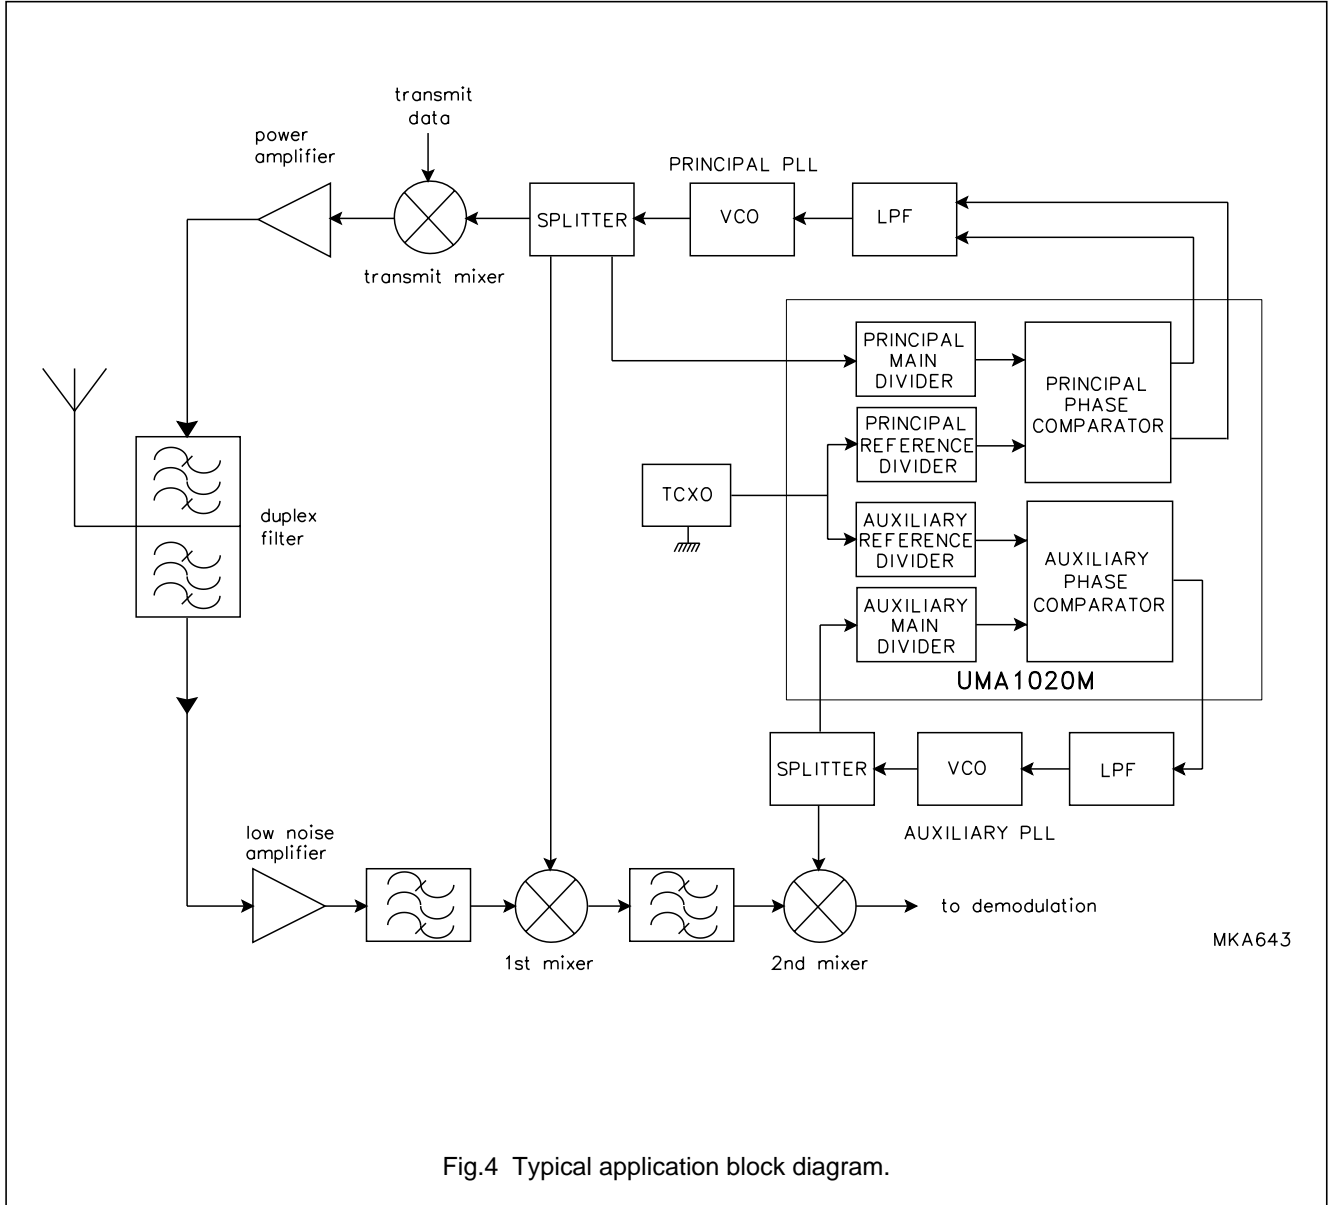 transmit
data
power
amplifier
PRINCIPAL PLL
SPLITTER
VCO
LPF
transmit mixer
PRINCIPAL
MAIN
DIVIDER
PRINCIPAL
PHASE
COMPARATOR
PRINCIPAL
REFERENCE
DIVIDER
TCXO
duplex
filter
AUXILIARY
REFERENCE
DIVIDER
AUXILIARY
PHASE
COMPARATOR
AUXILIARY
MAIN
DIVIDER
UMA1020M
SPLITTER
VCO
LPF
AUXILIARY PLL
low noise
amplifier
to demodulation
1st mixer
2nd mixer
MKA643
Fig.4 Typical application block diagram.